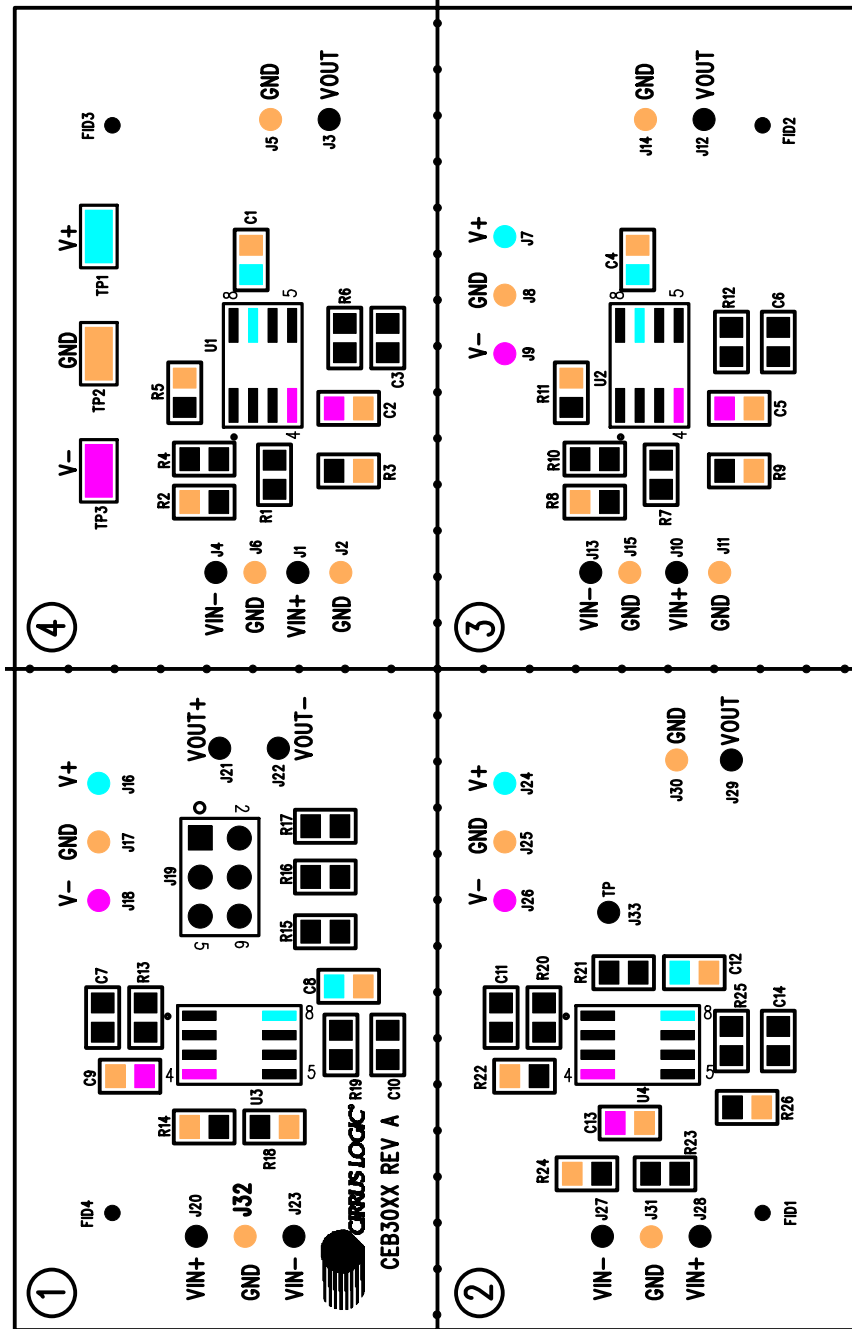 4
FID3
V+
TP1
GND
TP2
V-
TP3
GND
J5
VOUT
J3
C1
8
5
U1
R6
C3
R5
4
C2
R4
R2
R1
R3
VIN-
J4
GND
J6
VIN+
J1
GND
J2
3
FID2
V+
J7
GND
J8
V-
J9
GND
J14
VOUT
J12
C4
8
5
U2
R12
C6
R11
4
C5
R10
R8
R7
R9
VIN-
J13
GND
J15
VIN+
J10
GND
J11
1
FID4
V+
J16
GND
J17
V-
J18
VOUT+
J21
VOUT-
J22
2
J19
5
6
R17
R16
R15
C7
R13
C8
C9
4
8
5
R19
C10
R14
U3
R18
VIN+
J20
GND
J32
VIN-
J23
CIRRUS LOGIC®
CEB30XX REV A
2
FID1
V+
J24
GND
J25
V-
J26
GND
J30
VOUT
J29
TP
J33
C11
R20
R21
C12
R22
4
8
5
R25
C14
C13
U4
R26
R24
R23
VIN-
J27
GND
J31
VIN+
J28